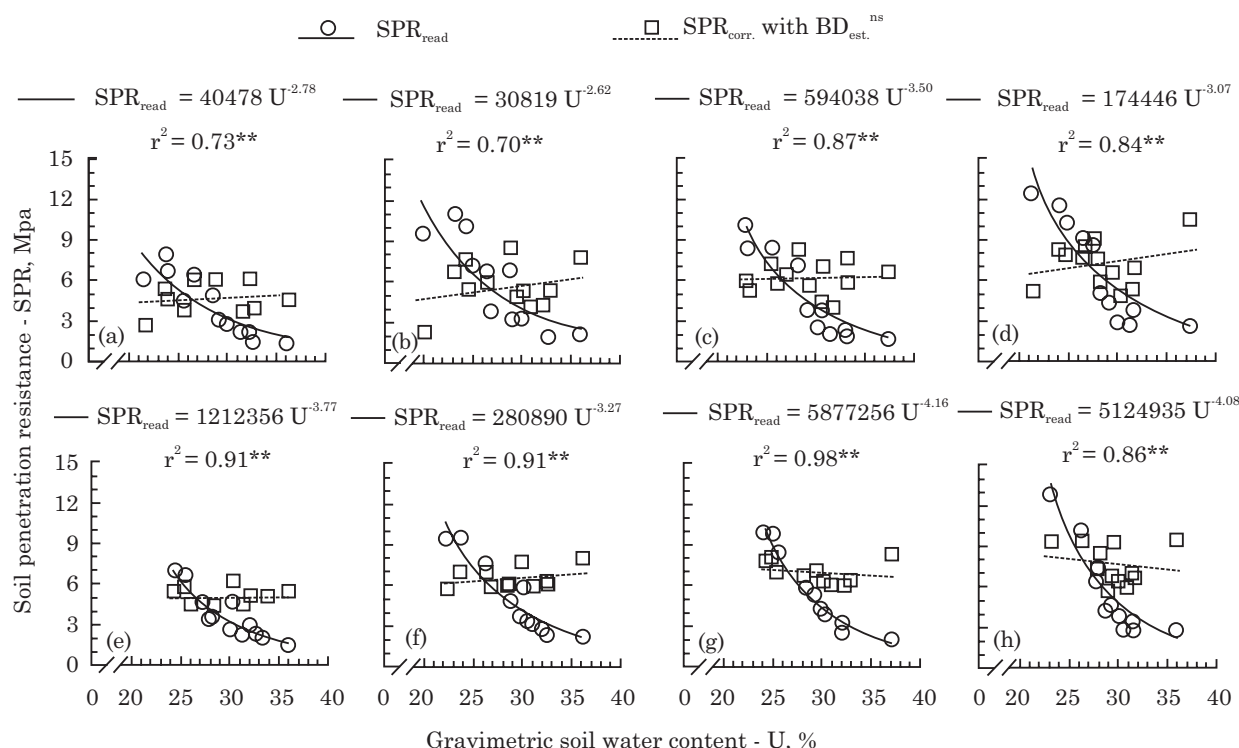 SPR_read SPR_corr. with BD_est.^ns
SPR_read = 40478 U^-2.78 SPR_read = 30819 U^-2.62 SPR_read = 594038 U^-3.50 SPR_read = 174446 U^-3.07
r² = 0.73** r² = 0.70** r² = 0.87** r² = 0.84**
15
12
9
6
3
0
(a) (b) (c) (d)
SPR_read = 1212356 U^-3.77 SPR_read = 280890 U^-3.27 SPR_read = 5877256 U^-4.16 SPR_read = 5124935 U^-4.08
r² = 0.91** r² = 0.91** r² = 0.98** r² = 0.86**
15
12
9
6
3
0
(e) (f) (g) (h)
0 25 30 35 40 20 25 30 35 40 0 25 30 35 40 20 25 30 35 40
Soil penetration resistance - SPR, Mpa
Gravimetric soil water content - U, %